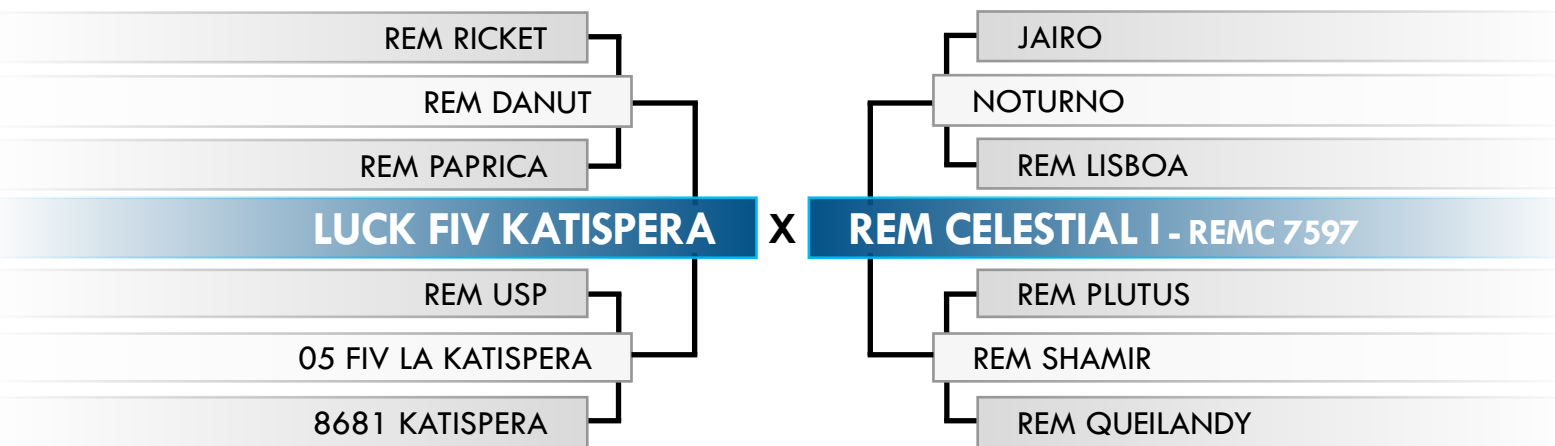 REM RICKET
REM DANUT
REM PAPRICA
LUCK FIV KATISPERA
REM USP
05 FIV LA KATISPERA
8681 KATISPERA
X
JAIRO
NOTURNO
REM LISBOA
REM CELESTIAL I - REMC 7597
REM PLUTUS
REM SHAMIR
REM QUEILANDY